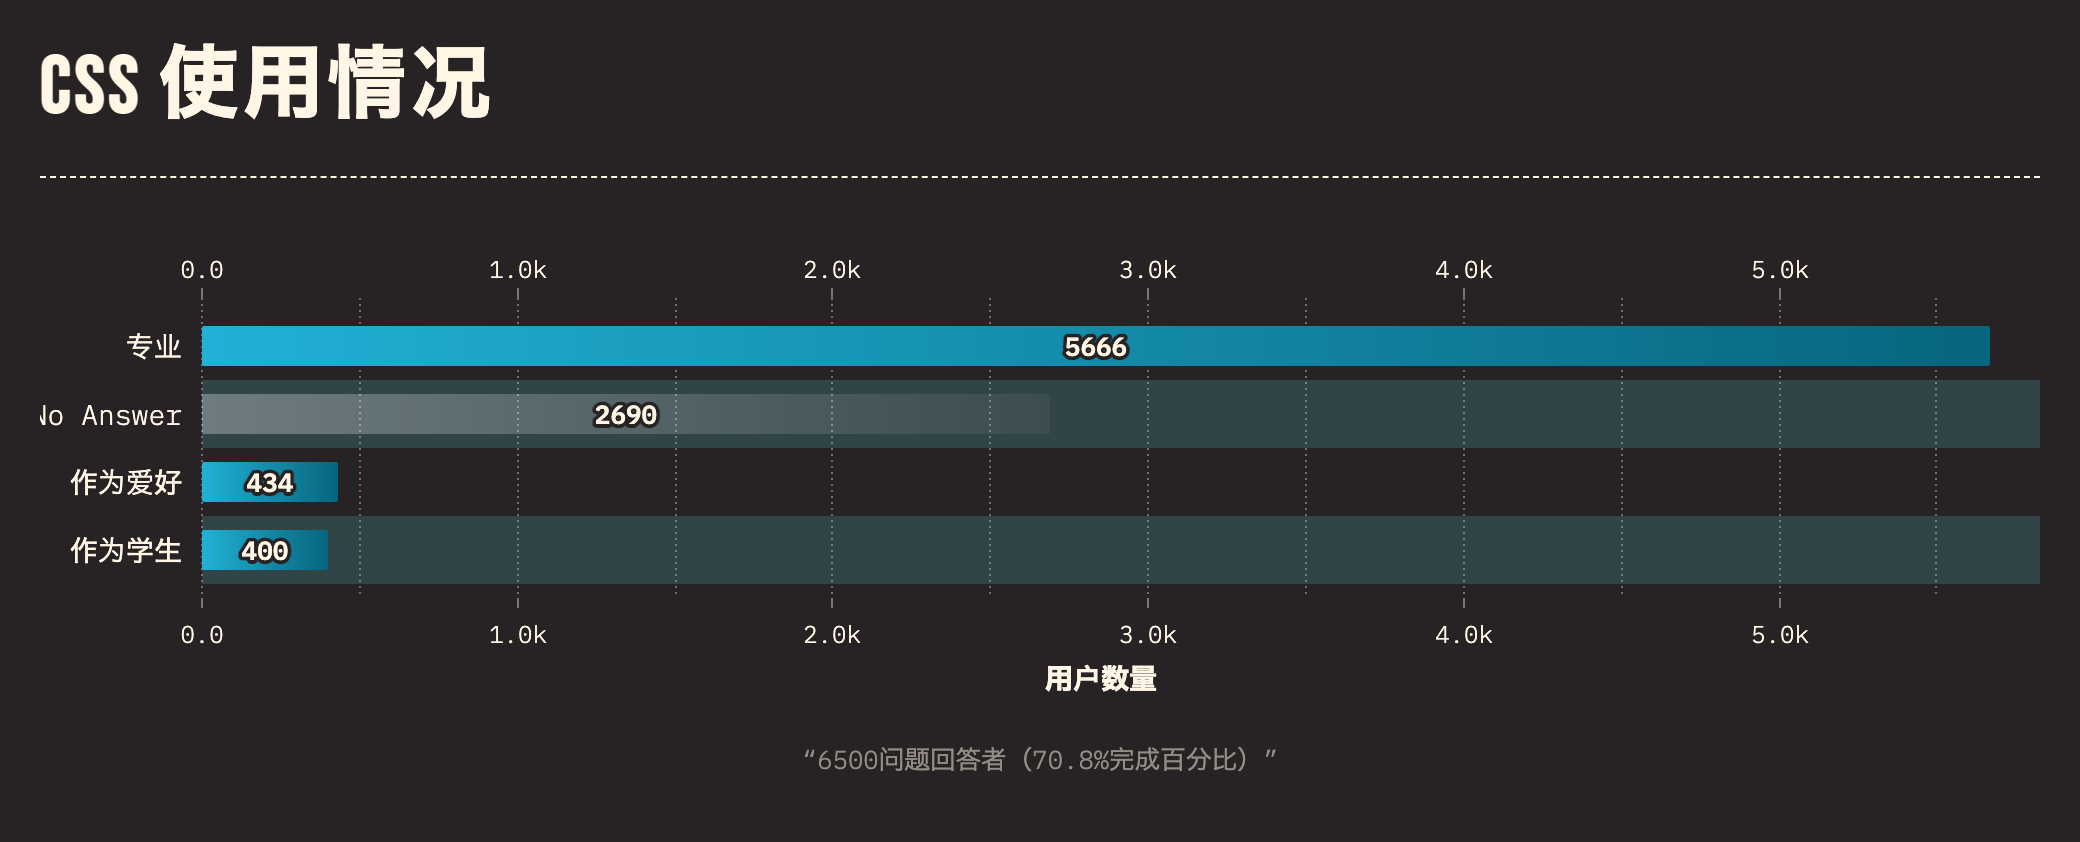 CSS 使用情况
0.0 1.0k 2.0k 3.0k 4.0k 5.0k
专业 5666
No Answer 2690
作为爱好 434
作为学生 400
0.0 1.0k 2.0k 3.0k 4.0k 5.0k
用户数量
“6500问题回答者（70.8%完成百分比）”